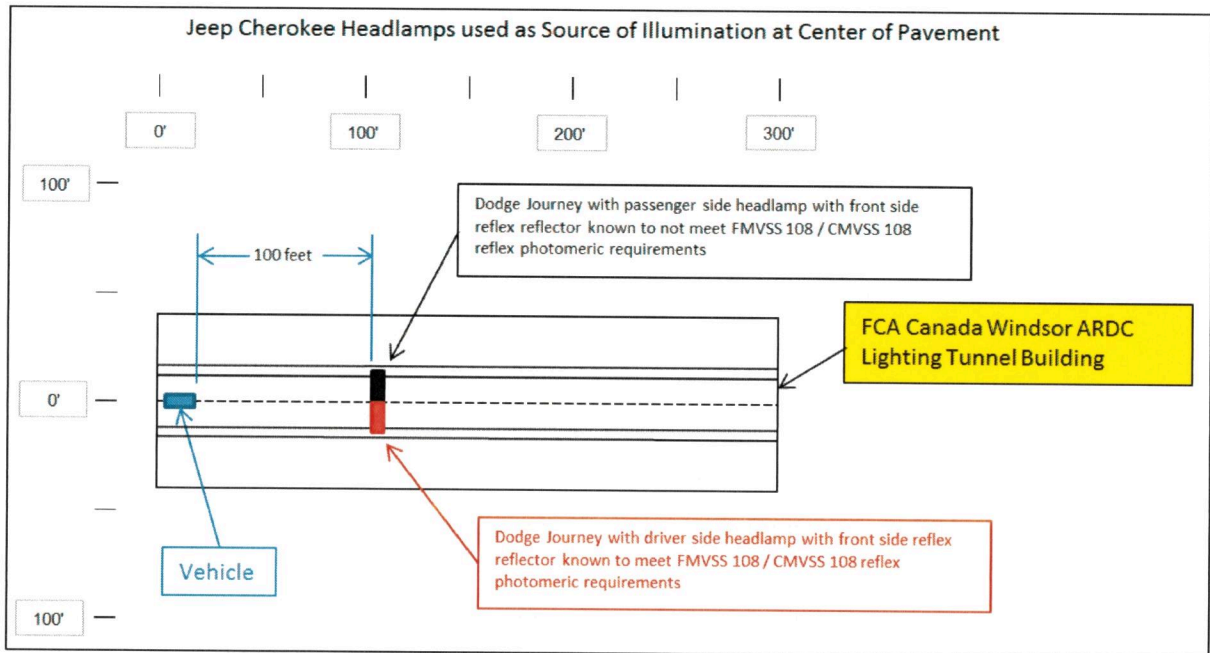 Jeep Cherokee Headlamps used as Source of Illumination at Center of Pavement
0'
100'
200'
300'
100'
Dodge Journey with passenger side headlamp with front side
reflex reflector known to not meet FMVSS 108 / CMVSS 108
reflex photomeric requirements
100 feet
FCA Canada Windsor ARDC
Lighting Tunnel Building
0'
Dodge Journey with driver side headlamp with front side reflex
reflector known to meet FMVSS 108 / CMVSS 108 reflex
photomeric requirements
Vehicle
100'